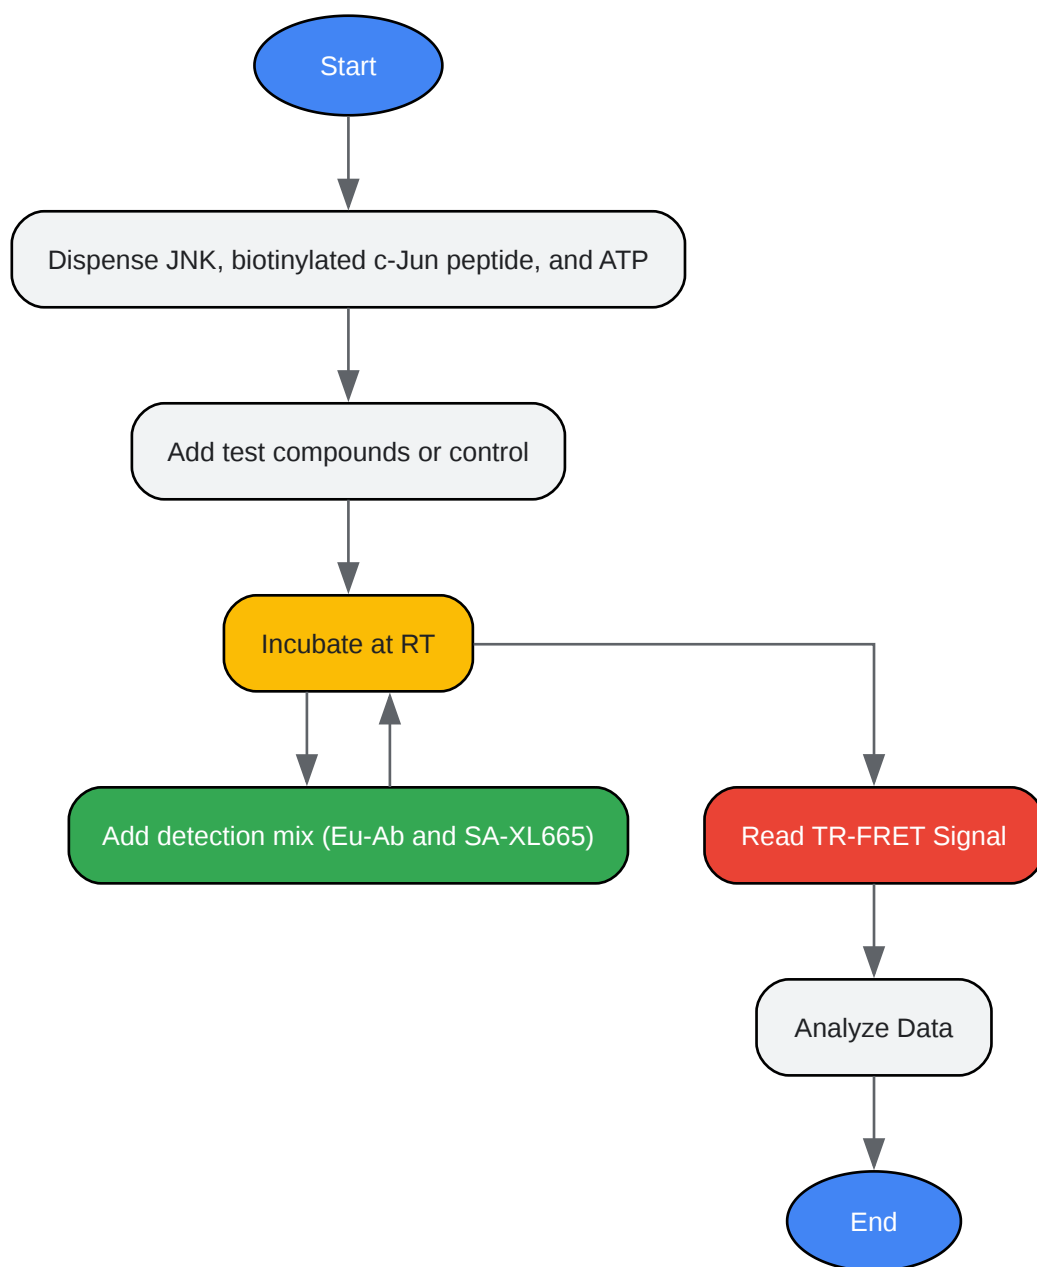 Start
Dispense JNK, biotinylated c-Jun peptide, and ATP
Add test compounds or control
Incubate at RT
Add detection mix (Eu-Ab and SA-XL665)
Read TR-FRET Signal
Analyze Data
End